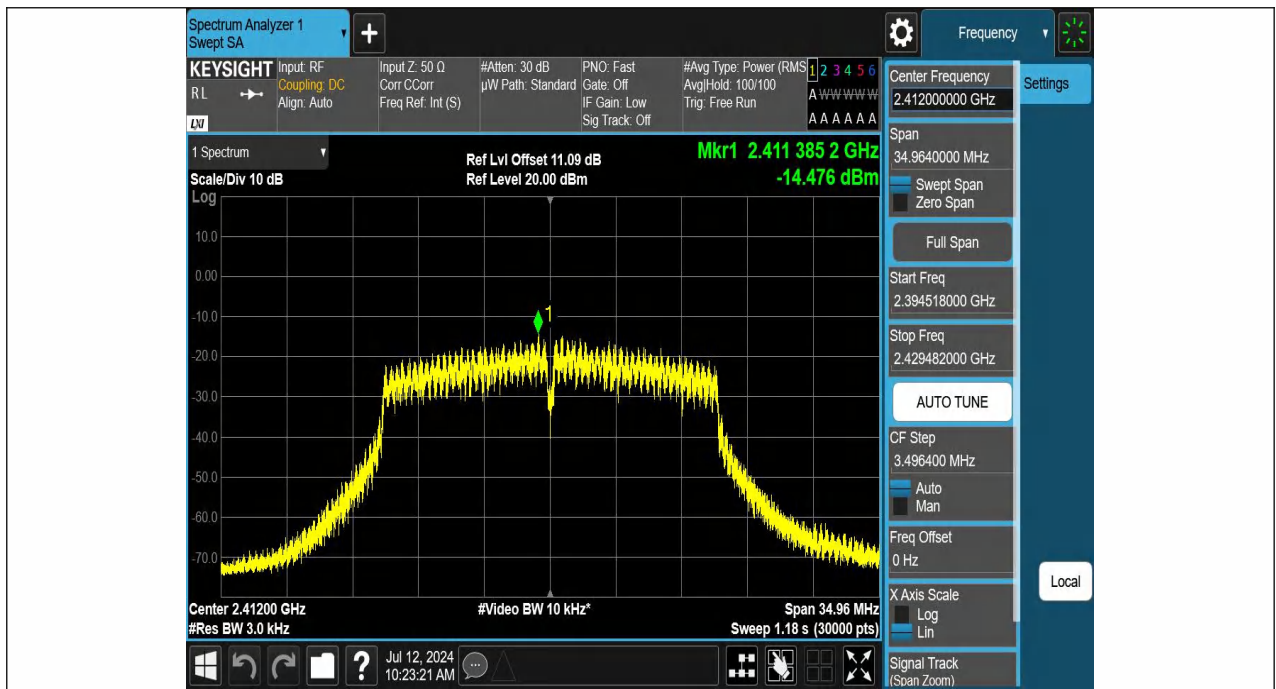 Spectrum Analyzer 1
Swept SA
+
Frequency
KEYSIGHT
R L
LXI
Input: RF
Coupling: DC
Align: Auto
Input Z: 50 Ω
Corr CCorr
Freq Ref: Int (S)
#Atten: 30 dB
µW Path: Standard
PNO: Fast
Gate: Off
IF Gain: Low
Sig Track: Off
#Avg Type: Power (RMS
Avg|Hold: 100/100
Trig: Free Run
1 2 3 4 5 6
A W W W W W
A A A A A A
1 Spectrum
Scale/Div 10 dB
Log
Ref Lvl Offset 11.09 dB
Ref Level 20.00 dBm
Mkr1 2.411 385 2 GHz
-14.476 dBm
10.0
0.00
-10.0
-20.0
-30.0
-40.0
-50.0
-60.0
-70.0
1
Center 2.41200 GHz
#Res BW 3.0 kHz
#Video BW 10 kHz*
Span 34.96 MHz
Sweep 1.18 s (30000 pts)
?
Jul 12, 2024
10:23:21 AM
Center Frequency
2.412000000 GHz
Span
34.9640000 MHz
Swept Span
Zero Span
Full Span
Start Freq
2.394518000 GHz
Stop Freq
2.429482000 GHz
AUTO TUNE
CF Step
3.496400 MHz
Auto
Man
Freq Offset
0 Hz
X Axis Scale
Log
Lin
Signal Track
(Span Zoom)
Settings
Local